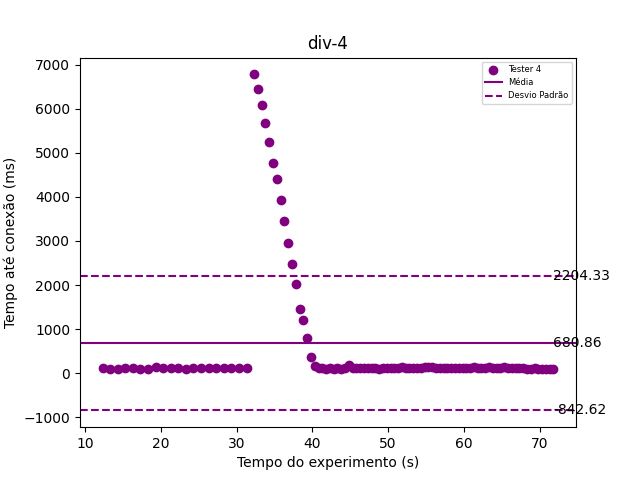 div-4
Tempo até conexão (ms)
7000
6000
5000
4000
3000
2000
1000
0
−1000
Tester 4
Média
Desvio Padrão
2204.33
680.86
-842.62
10 20 30 40 50 60 70
Tempo do experimento (s)